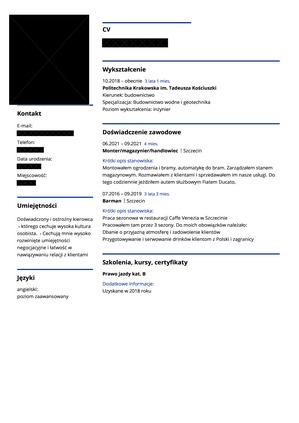 CV
Wykształcenie
10.2018 – obecnie 3 lata 1 mies.
Politechnika Krakowska im. Tadeusza Kościuszki
Kierunek: budownictwo
Specjalizacja: Budownictwo wodne i geotechnika
Poziom wykształcenia: inżynier
Doświadczenie zawodowe
06.2021 – 09.2021 4 mies.
Monter/magazynier/handlowiec | Szczecin
Krótki opis stanowiska:
Montowałem ogrodzenia i bramy, automatykę do bram. Zarządzałem stanem
magazynowym. Rozmawiałem z klientami i sprzedawałem im nasze usługi. Do
tego codziennie jeździłem autem służbowym Fiatem Ducato.
07.2016 – 09.2019 3 lata 3 mies.
Barman | Szczecin
Krótki opis stanowiska:
Praca sezonowa w restauracji Caffe Venezia w Szczecinie
Pracowałem tam przez 3 sezony. Do moich obowiązków należało:
Dbanie o przyjazną atmosferę i zadowolenie klientów
Przygotowywanie i serwowanie drinków klientom z Polski i zagranicy
Szkolenia, kursy, certyfikaty
Prawo jazdy kat. B
Dodatkowe informacje:
Uzyskane w 2018 roku
Kontakt
E-mail:
Telefon:
Data urodzenia:
Miejscowość:
Umiejętności
Doświadczony i ostrożny kierowca
- którego cechuje wysoka kultura
osobista. - Cechują mnie wysoko
rozwinięte umiejętności
negocjacyjne i łatwość w
nawiązywaniu relacji z klientami
Języki
angielski:
poziom zaawansowany